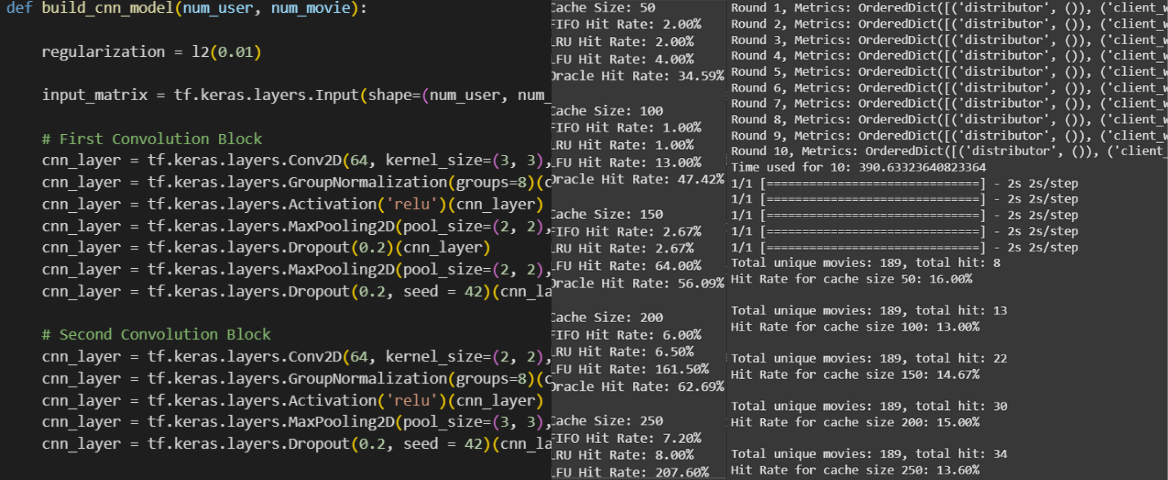 def build_cnn_model(num_user, num_movie):
regularization = l2(0.01)
input_matrix = tf.keras.layers.Input(shape=(num_user, num_
# First Convolution Block
cnn_layer = tf.keras.layers.Conv2D(64, kernel_size=(3, 3),
cnn_layer = tf.keras.layers.GroupNormalization(groups=8)(c
cnn_layer = tf.keras.layers.Activation('relu')(cnn_layer)
cnn_layer = tf.keras.layers.MaxPooling2D(pool_size=(2, 2),
cnn_layer = tf.keras.layers.Dropout(0.2)(cnn_layer)
cnn_layer = tf.keras.layers.MaxPooling2D(pool_size=(2, 2),
cnn_layer = tf.keras.layers.Dropout(0.2, seed = 42)(cnn_la
# Second Convolution Block
cnn_layer = tf.keras.layers.Conv2D(64, kernel_size=(2, 2),
cnn_layer = tf.keras.layers.GroupNormalization(groups=8)(c
cnn_layer = tf.keras.layers.Activation('relu')(cnn_layer)
cnn_layer = tf.keras.layers.MaxPooling2D(pool_size=(3, 3),
cnn_layer = tf.keras.layers.Dropout(0.2, seed = 42)(cnn_la
Cache Size: 50
FIFO Hit Rate: 2.00%
LRU Hit Rate: 2.00%
LFU Hit Rate: 4.00%
Oracle Hit Rate: 34.59%
Cache Size: 100
FIFO Hit Rate: 1.00%
LRU Hit Rate: 1.00%
LFU Hit Rate: 13.00%
Oracle Hit Rate: 47.42%
Cache Size: 150
FIFO Hit Rate: 2.67%
LRU Hit Rate: 2.67%
LFU Hit Rate: 64.00%
Oracle Hit Rate: 56.09%
Cache Size: 200
FIFO Hit Rate: 6.00%
LRU Hit Rate: 6.50%
LFU Hit Rate: 161.50%
Oracle Hit Rate: 62.69%
Cache Size: 250
FIFO Hit Rate: 7.20%
LRU Hit Rate: 8.00%
LFU Hit Rate: 207.60%
Round 1, Metrics: OrderedDict([('distributor', ()), ('client_w
Round 2, Metrics: OrderedDict([('distributor', ()), ('client_w
Round 3, Metrics: OrderedDict([('distributor', ()), ('client_w
Round 4, Metrics: OrderedDict([('distributor', ()), ('client_w
Round 5, Metrics: OrderedDict([('distributor', ()), ('client_w
Round 6, Metrics: OrderedDict([('distributor', ()), ('client_w
Round 7, Metrics: OrderedDict([('distributor', ()), ('client_w
Round 8, Metrics: OrderedDict([('distributor', ()), ('client_w
Round 9, Metrics: OrderedDict([('distributor', ()), ('client_w
Round 10, Metrics: OrderedDict([('distributor', ()), ('client_
Time used for 10: 390.63323640823364
1/1 [==============================] - 2s 2s/step
1/1 [==============================] - 2s 2s/step
1/1 [==============================] - 2s 2s/step
1/1 [==============================] - 2s 2s/step
1/1 [==============================] - 2s 2s/step
Total unique movies: 189, total hit: 8
Hit Rate for cache size 50: 16.00%
Total unique movies: 189, total hit: 13
Hit Rate for cache size 100: 13.00%
Total unique movies: 189, total hit: 22
Hit Rate for cache size 150: 14.67%
Total unique movies: 189, total hit: 30
Hit Rate for cache size 200: 15.00%
Total unique movies: 189, total hit: 34
Hit Rate for cache size 250: 13.60%